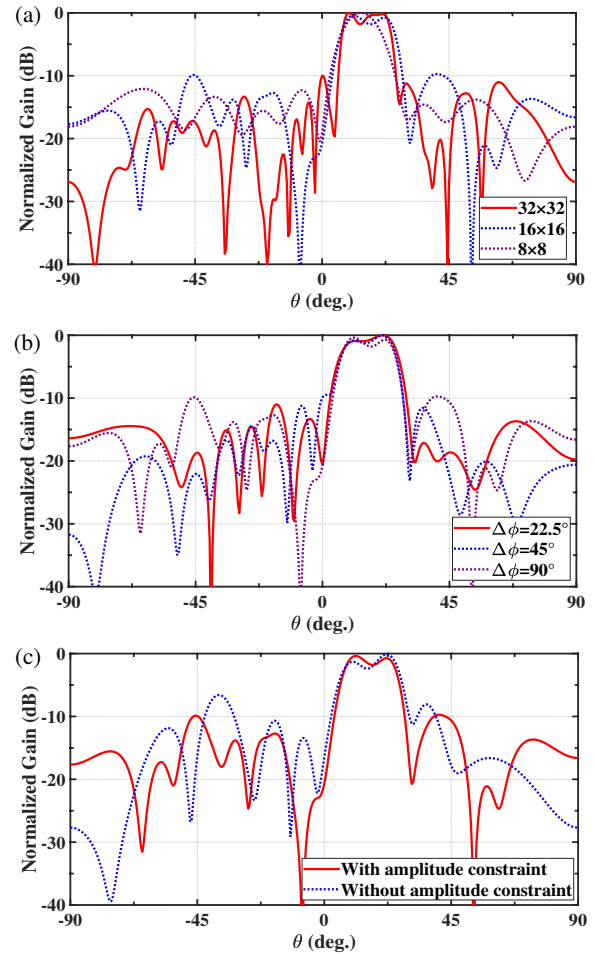 (a)
0
-10
-20
-30
-40
Normalized Gain (dB)
32×32
16×16
8×8
-90 -45 0 45 90
θ (deg.)
(b)
0
-10
-20
-30
-40
Normalized Gain (dB)
Δϕ=22.5°
Δϕ=45°
Δϕ=90°
-90 -45 0 45 90
θ (deg.)
(c)
0
-10
-20
-30
-40
Normalized Gain (dB)
With amplitude constraint
Without amplitude constraint
-90 -45 0 45 90
θ (deg.)